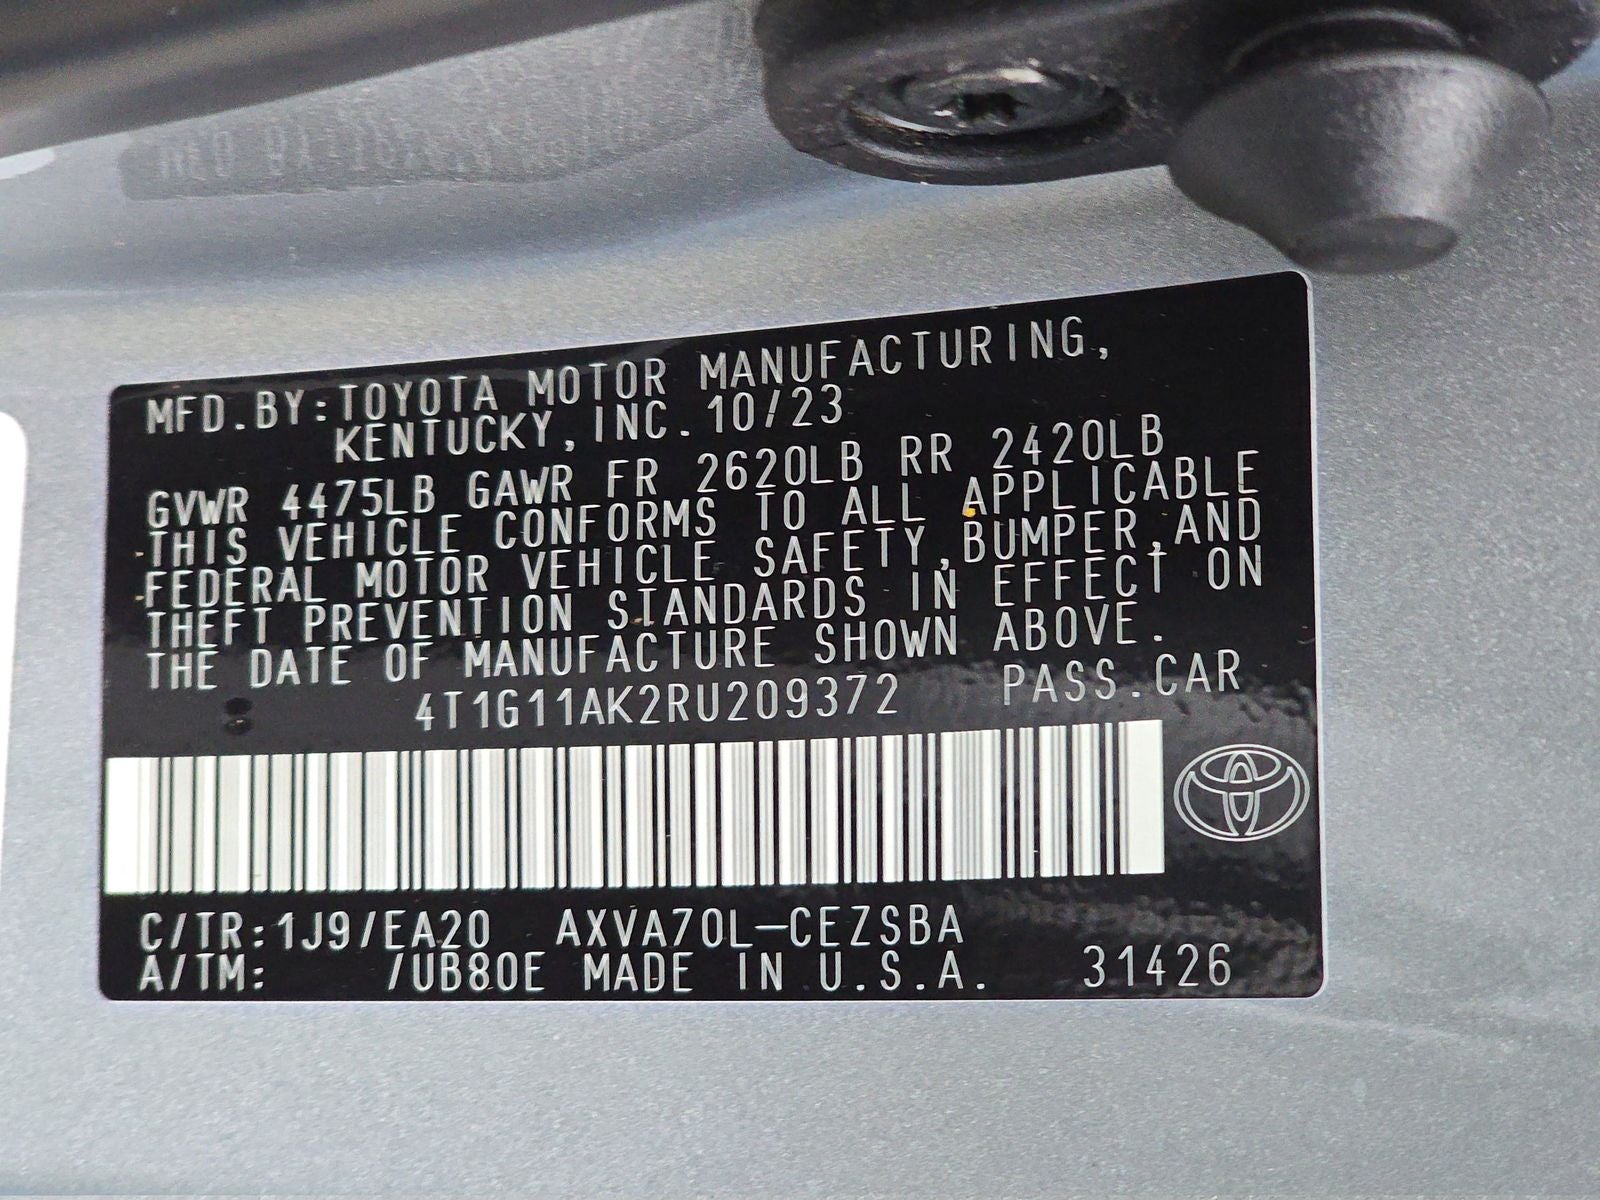 MFD.BY:TOYOTA MOTOR MANUFACTURING,
KENTUCKY,INC.10/23
GVWR 4475LB GAWR FR 2620LB RR 2420LB
THIS VEHICLE CONFORMS TO ALL APPLICABLE
FEDERAL MOTOR VEHICLE SAFETY,BUMPER,AND
THEFT PREVENTION STANDARDS IN EFFECT ON
THE DATE OF MANUFACTURE SHOWN ABOVE.
4T1G11AK2RU209372 PASS.CAR
C/TR:1J9/EA20 AXVA70L-CEZSBA
A/TM: /UB80E MADE IN U.S.A. 31426